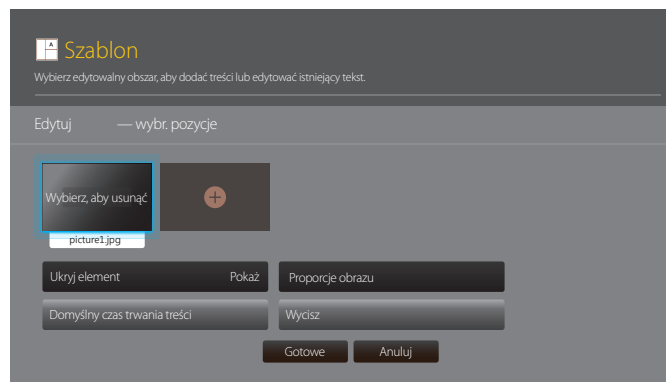 A
Szablon
Wybierz edytowalny obszar, aby dodać treści lub edytować istniejący tekst.
Edytuj — wybr. pozycje
Wybierz, aby usunąć
picture1.jpg
Ukryj element Pokaż Proporcje obrazu
Domyślny czas trwania treści Wycisz
Gotowe Anuluj